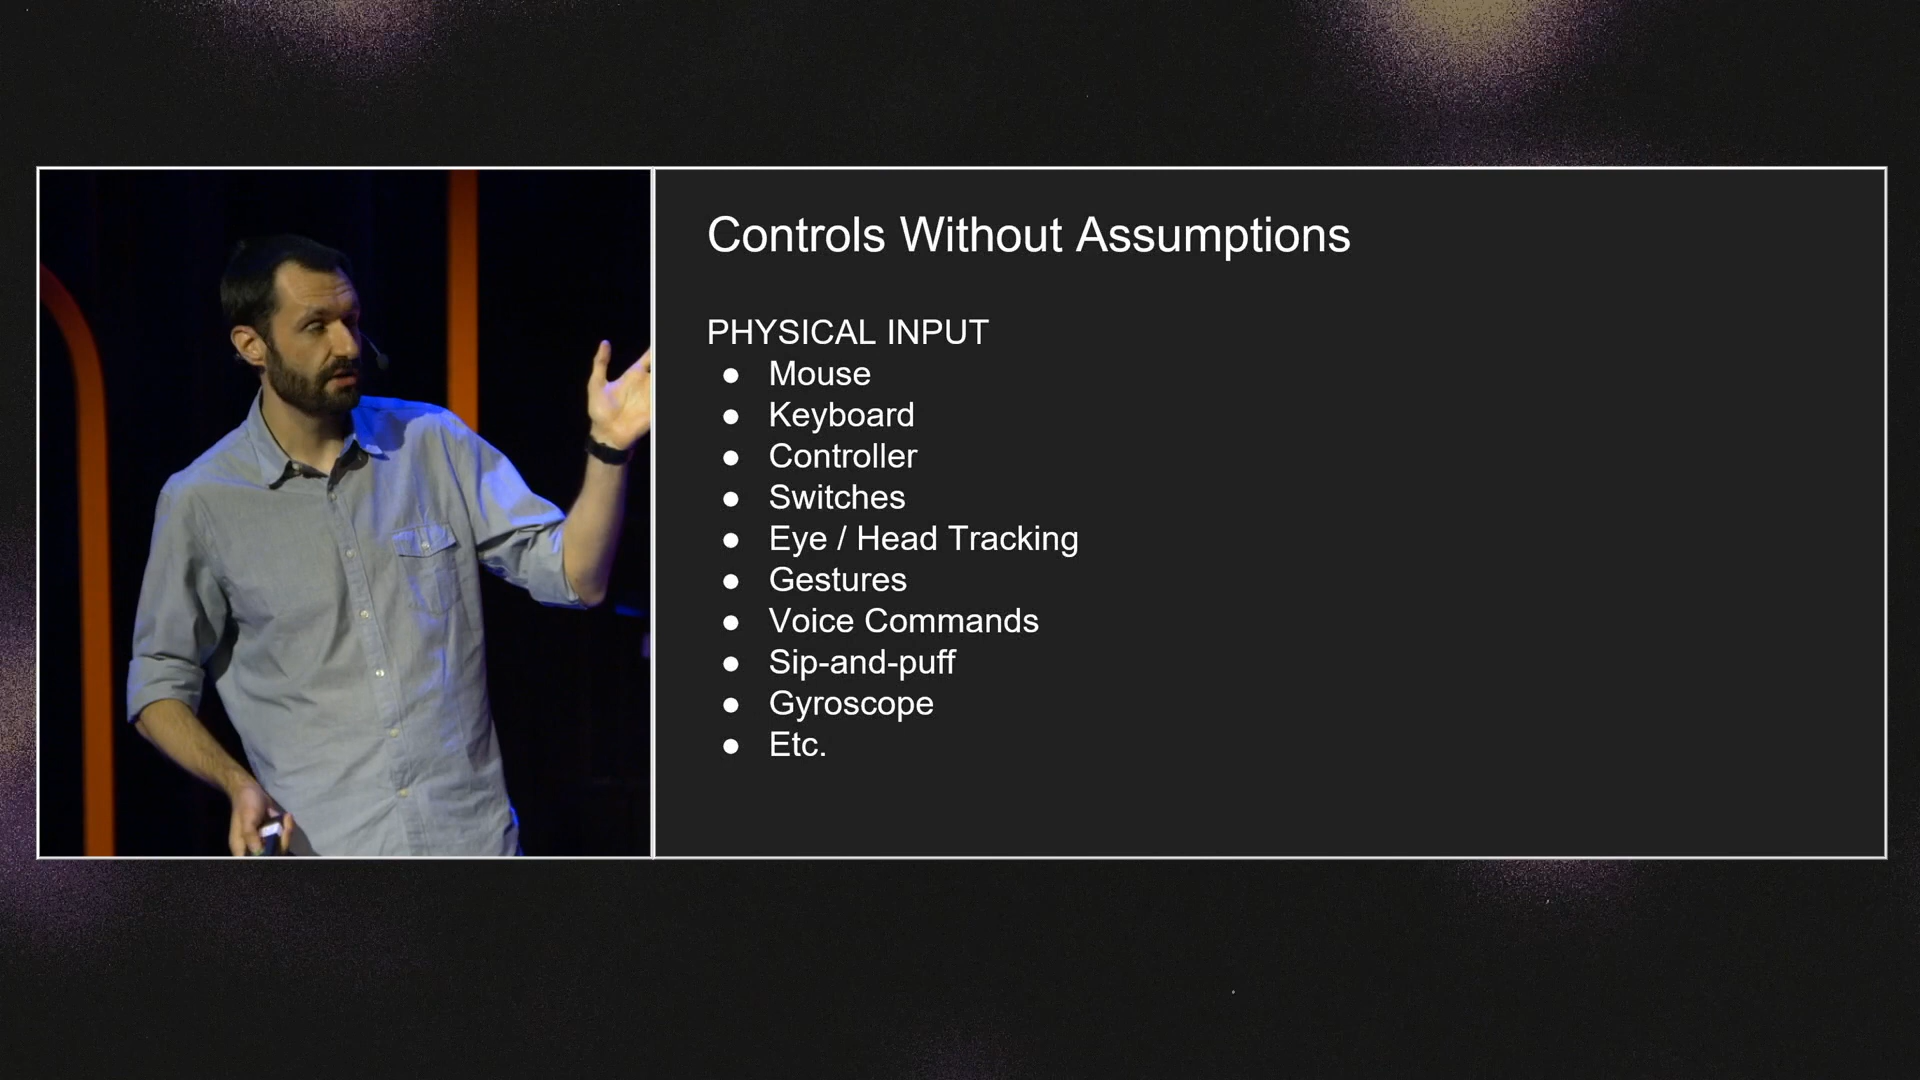 Controls Without Assumptions
PHYSICAL INPUT
● Mouse
● Keyboard
● Controller
● Switches
● Eye / Head Tracking
● Gestures
● Voice Commands
● Sip-and-puff
● Gyroscope
● Etc.